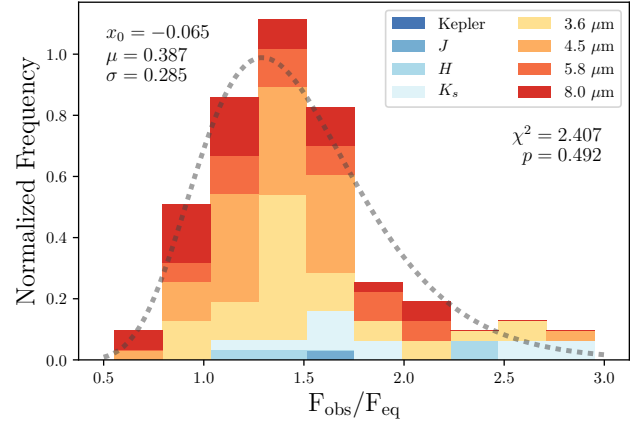 x₀ = −0.065
μ = 0.387
σ = 0.285
Kepler
J
H
Kₛ
3.6 μm
4.5 μm
5.8 μm
8.0 μm
χ² = 2.407
p = 0.492
Normalized Frequency
1.0
0.8
0.6
0.4
0.2
0.0
0.5 1.0 1.5 2.0 2.5 3.0
F_obs/F_eq